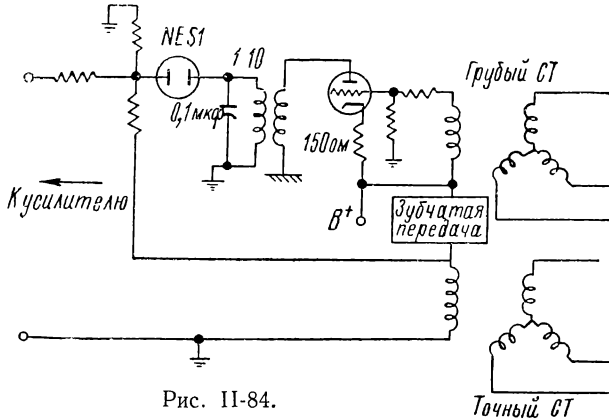 NES1
1 10
0,1мкф
Грубый СТ
150ом
К усилителю
В+
Зубчатая
передача
Рис. II-84.
Точный СТ